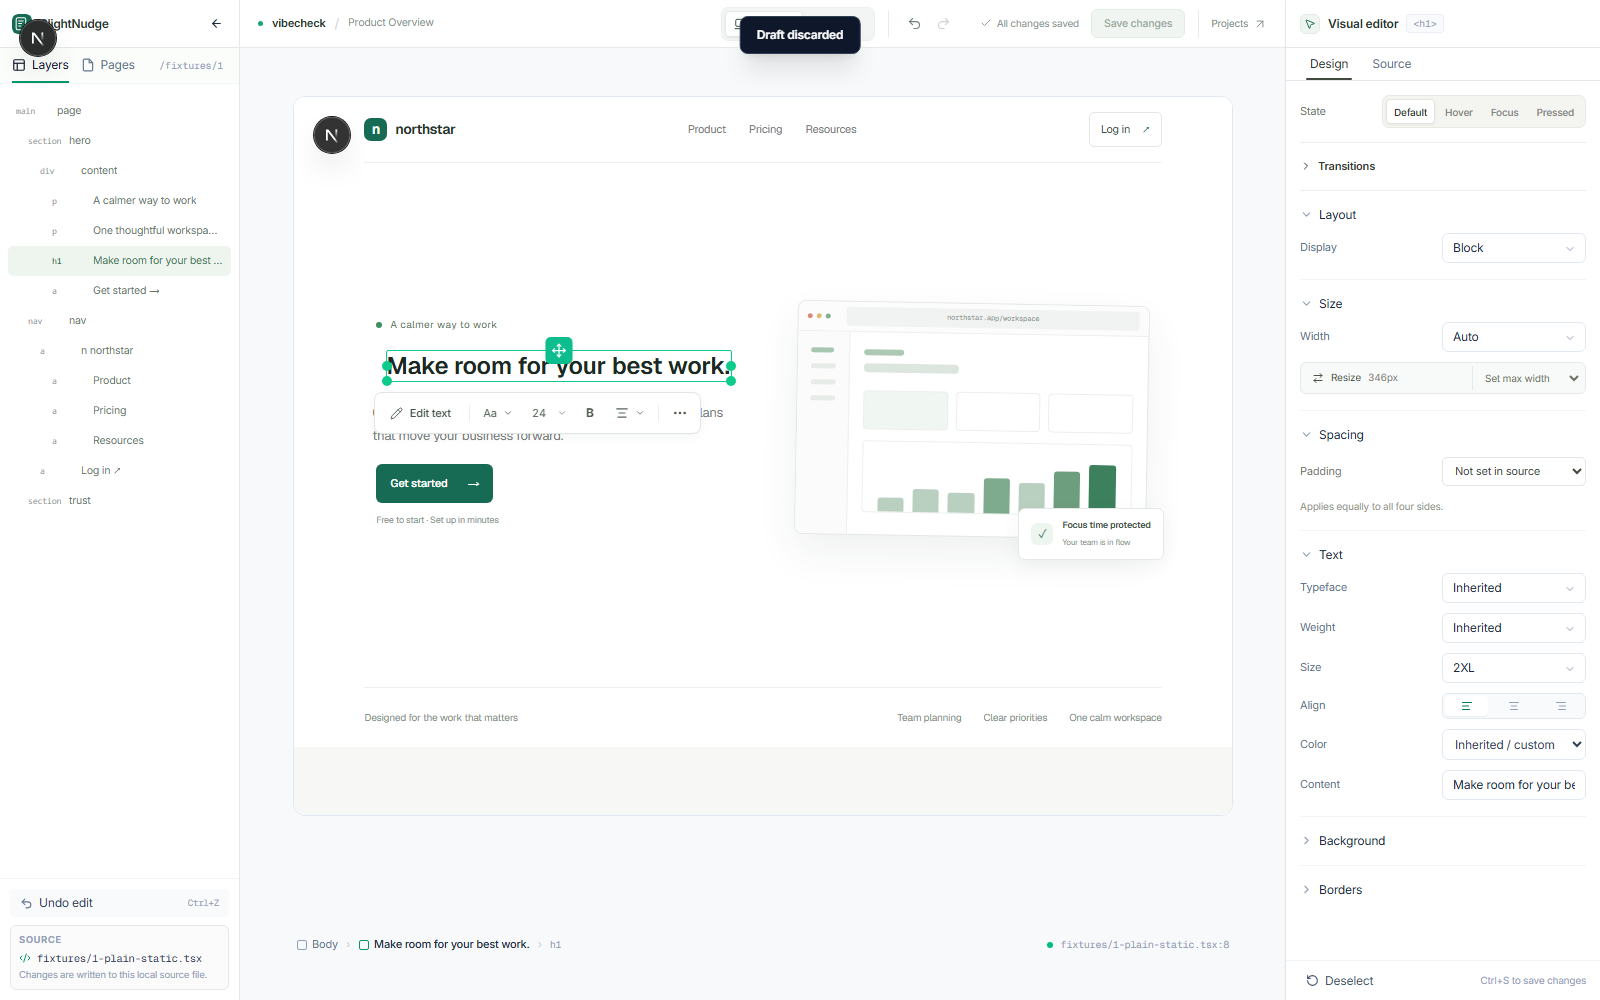 lightNudge
N
vibecheck / Product Overview
Draft discarded
All changes saved
Save changes
Projects
Visual editor
<h1>
Layers
Pages
/fixtures/1
Design
Source
main page
section hero
div content
p A calmer way to work
p One thoughtful workspa...
h1 Make room for your best ...
a Get started →
nav nav
a n northstar
a Product
a Pricing
a Resources
a Log in ↗
section trust
Undo edit Ctrl+Z
SOURCE
fixtures/1-plain-static.tsx
Changes are written to this local source file.
N
n northstar
Product
Pricing
Resources
Log in ↗
A calmer way to work
Make room for your best work.
Edit text
Aa
24
B
lans
that move your business forward.
Get started →
Free to start · Set up in minutes
northstar.app/workspace
Focus time protected
Your team is in flow
Designed for the work that matters
Team planning
Clear priorities
One calm workspace
Body › Make room for your best work. › h1
fixtures/1-plain-static.tsx:8
State
Default
Hover
Focus
Pressed
Transitions
Layout
Display Block
Size
Width Auto
Resize 346px
Set max width
Spacing
Padding Not set in source
Applies equally to all four sides.
Text
Typeface Inherited
Weight Inherited
Size 2XL
Align
Color Inherited / custom
Content Make room for your be
Background
Borders
Deselect
Ctrl+S to save changes